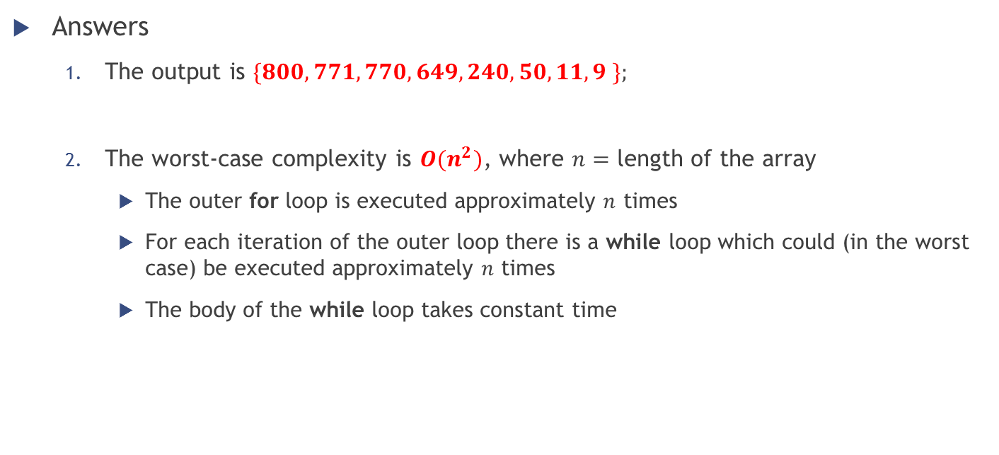 Answers
1. The output is {800, 771, 770, 649, 240, 50, 11, 9 };
2. The worst-case complexity is O(n²), where n = length of the array
The outer for loop is executed approximately n times
For each iteration of the outer loop there is a while loop which could (in the worst
case) be executed approximately n times
The body of the while loop takes constant time